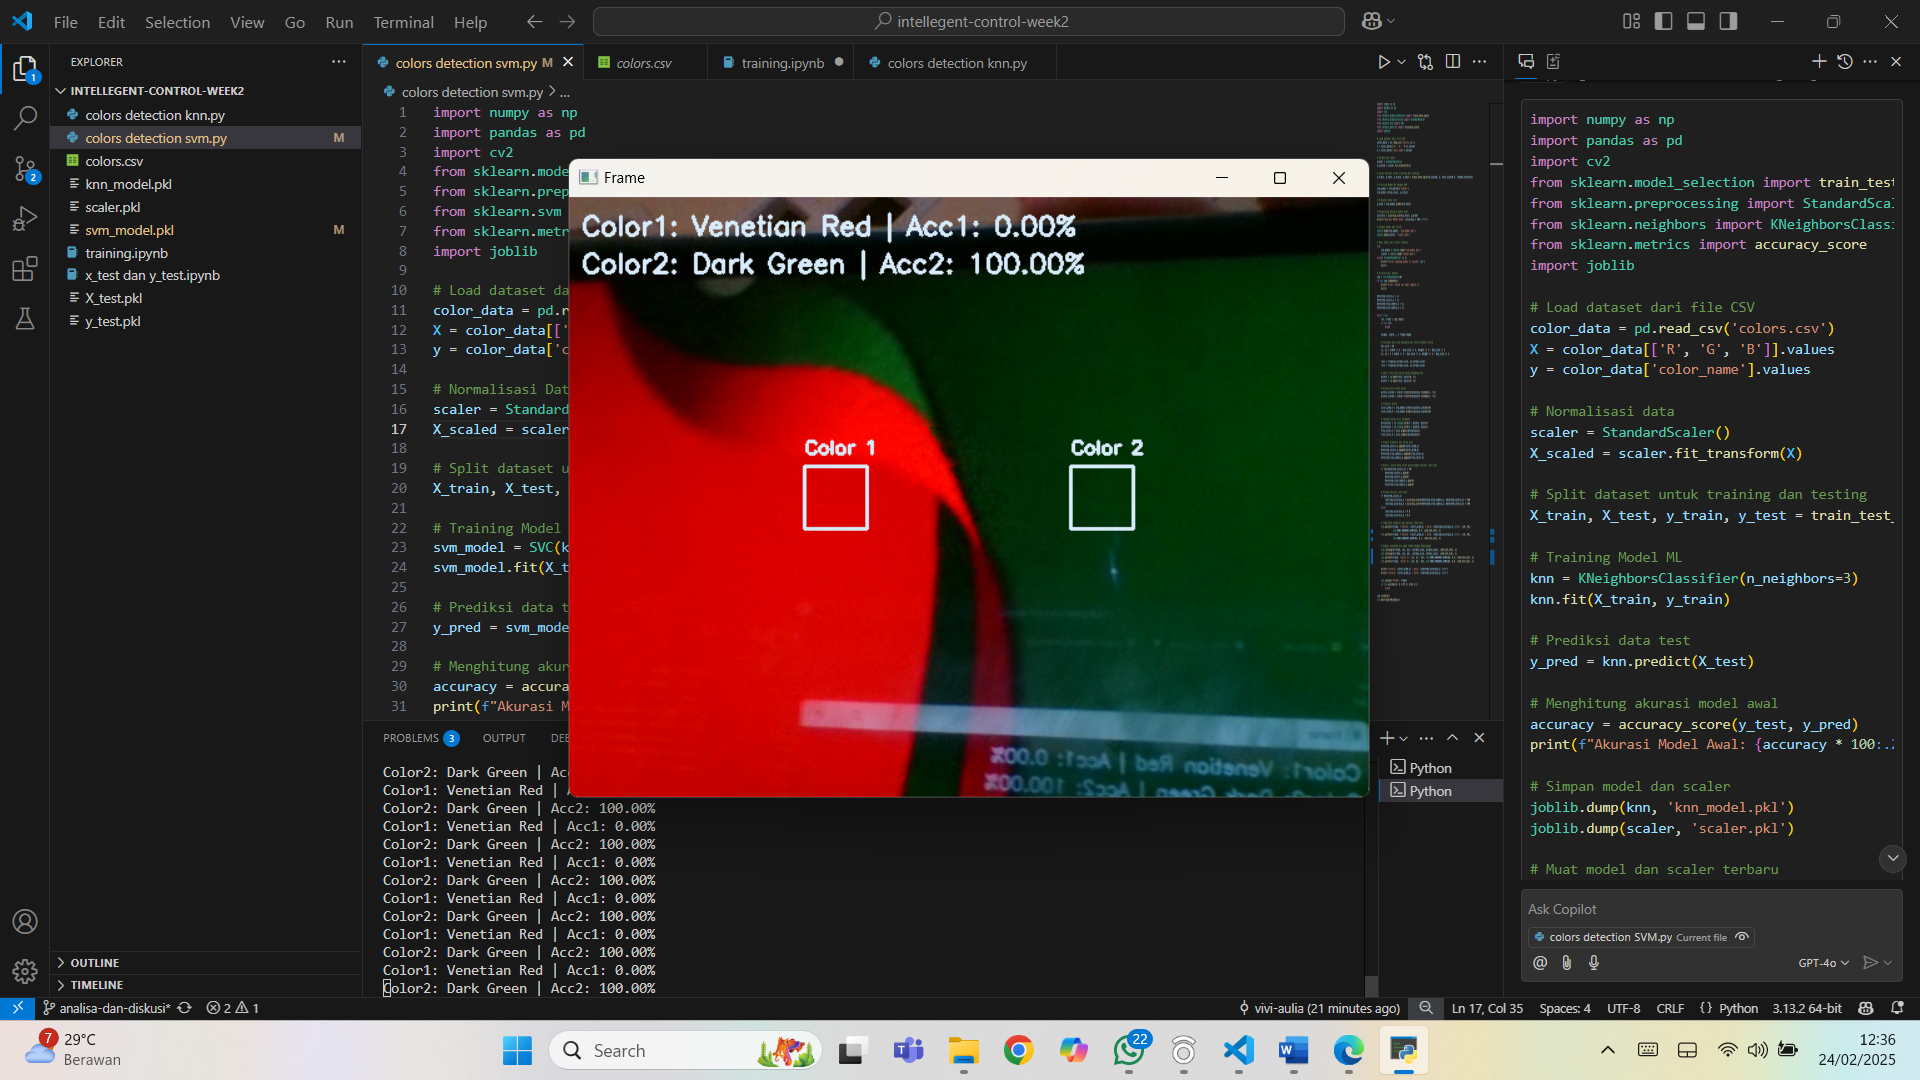 File Edit Selection View Go Run Terminal Help
intellegent-control-week2
EXPLORER
INTELLEGENT-CONTROL-WEEK2
colors detection knn.py
colors detection svm.py M
colors.csv
knn_model.pkl
scaler.pkl
svm_model.pkl M
training.ipynb
x_test dan y_test.ipynb
X_test.pkl
y_test.pkl
OUTLINE
TIMELINE
1
2
colors detection svm.py M
colors.csv
training.ipynb
colors detection knn.py
colors detection svm.py > ...
1 import numpy as np
2 import pandas as pd
3 import cv2
4 from sklearn.mode
5 from sklearn.prep
6 from sklearn.svm
7 from sklearn.metr
8 import joblib
9
10 # Load dataset da
11 color_data = pd.r
12 X = color_data[['
13 y = color_data['c
14
15 # Normalisasi Dat
16 scaler = Standard
17 X_scaled = scaler
18
19 # Split dataset u
20 X_train, X_test,
21
22 # Training Model
23 svm_model = SVC(k
24 svm_model.fit(X_t
25
26 # Prediksi data t
27 y_pred = svm_mode
28
29 # Menghitung akur
30 accuracy = accura
31 print(f"Akurasi M
Frame
Color1: Venetian Red | Acc1: 0.00%
Color2: Dark Green | Acc2: 100.00%
Color 1
Color 2
Color1: Venetian Red | Acc1: 0.00%
Color2: Dark Green | Acc2: 100.00%
PROBLEMS 3 OUTPUT DEB
Color2: Dark Green | Ac
Color1: Venetian Red |
Color2: Dark Green | Acc2: 100.00%
Color1: Venetian Red | Acc1: 0.00%
Color2: Dark Green | Acc2: 100.00%
Color1: Venetian Red | Acc1: 0.00%
Color2: Dark Green | Acc2: 100.00%
Color1: Venetian Red | Acc1: 0.00%
Color2: Dark Green | Acc2: 100.00%
Color1: Venetian Red | Acc1: 0.00%
Color2: Dark Green | Acc2: 100.00%
Color1: Venetian Red | Acc1: 0.00%
Color2: Dark Green | Acc2: 100.00%
Python
Python
import numpy as np
import pandas as pd
import cv2
from sklearn.model_selection import train_test
from sklearn.preprocessing import StandardScal
from sklearn.neighbors import KNeighborsClassi
from sklearn.metrics import accuracy_score
import joblib
# Load dataset dari file CSV
color_data = pd.read_csv('colors.csv')
X = color_data[['R', 'G', 'B']].values
y = color_data['color_name'].values
# Normalisasi data
scaler = StandardScaler()
X_scaled = scaler.fit_transform(X)
# Split dataset untuk training dan testing
X_train, X_test, y_train, y_test = train_test_
# Training Model ML
knn = KNeighborsClassifier(n_neighbors=3)
knn.fit(X_train, y_train)
# Prediksi data test
y_pred = knn.predict(X_test)
# Menghitung akurasi model awal
accuracy = accuracy_score(y_test, y_pred)
print(f"Akurasi Model Awal: {accuracy * 100:.2
# Simpan model dan scaler
joblib.dump(knn, 'knn_model.pkl')
joblib.dump(scaler, 'scaler.pkl')
# Muat model dan scaler terbaru
Ask Copilot
colors detection SVM.py Current file
GPT-4o
analisa-dan-diskusi* 2 1
vivi-aulia (21 minutes ago) Ln 17, Col 35 Spaces: 4 UTF-8 CRLF Python 3.13.2 64-bit
7
29°C
Berawan
Search
22
12:36
24/02/2025